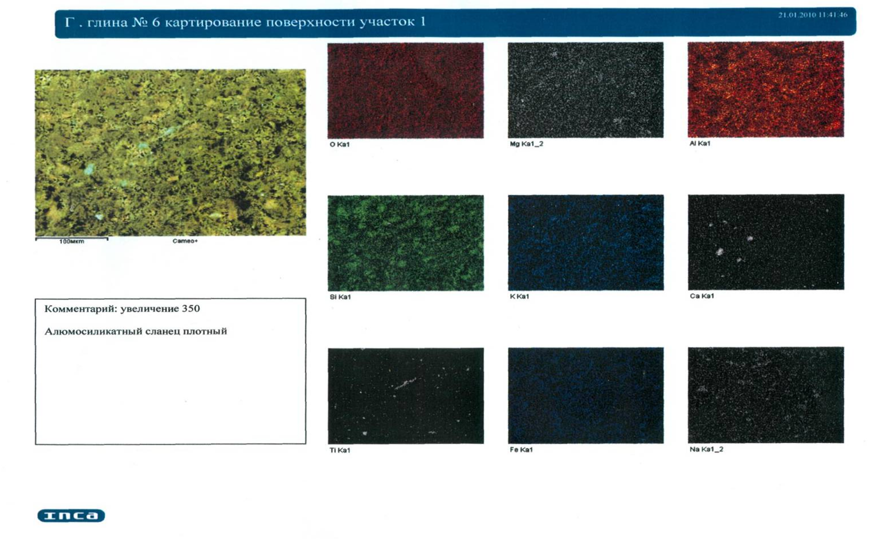 Г . глина № 6 картирование поверхности участок 1
21.01.2010 11:41:46
O Ka1
Mg Ka1_2
Al Ka1
100мкm
Cameo+
Si Ka1
K Ka1
Ca Ka1
Комментарий: увеличение 350
Алюмосиликатный сланец плотный
Ti Ka1
Fe Ka1
Na Ka1_2
INCA